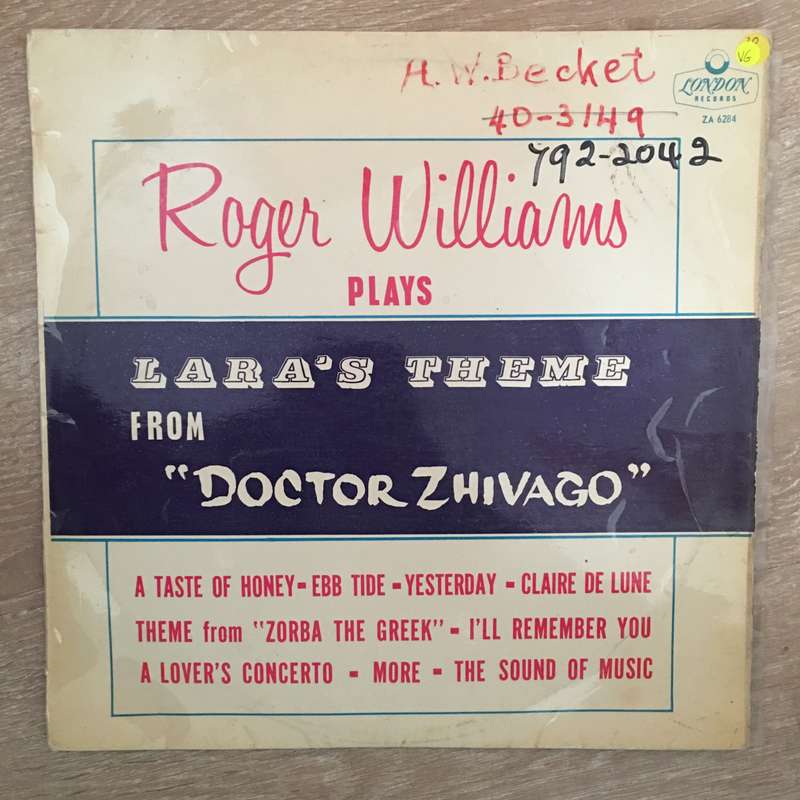 VG
H.W.Becket
LONDON
RECORDS
ZA 6284
40-3149
792-2042
Roger Williams
PLAYS
LARA'S THEME
FROM
"DOCTOR ZHIVAGO"
A TASTE OF HONEY - EBB TIDE - YESTERDAY - CLAIRE DE LUNE
THEME from "ZORBA THE GREEK" - I'LL REMEMBER YOU
A LOVER'S CONCERTO - MORE - THE SOUND OF MUSIC